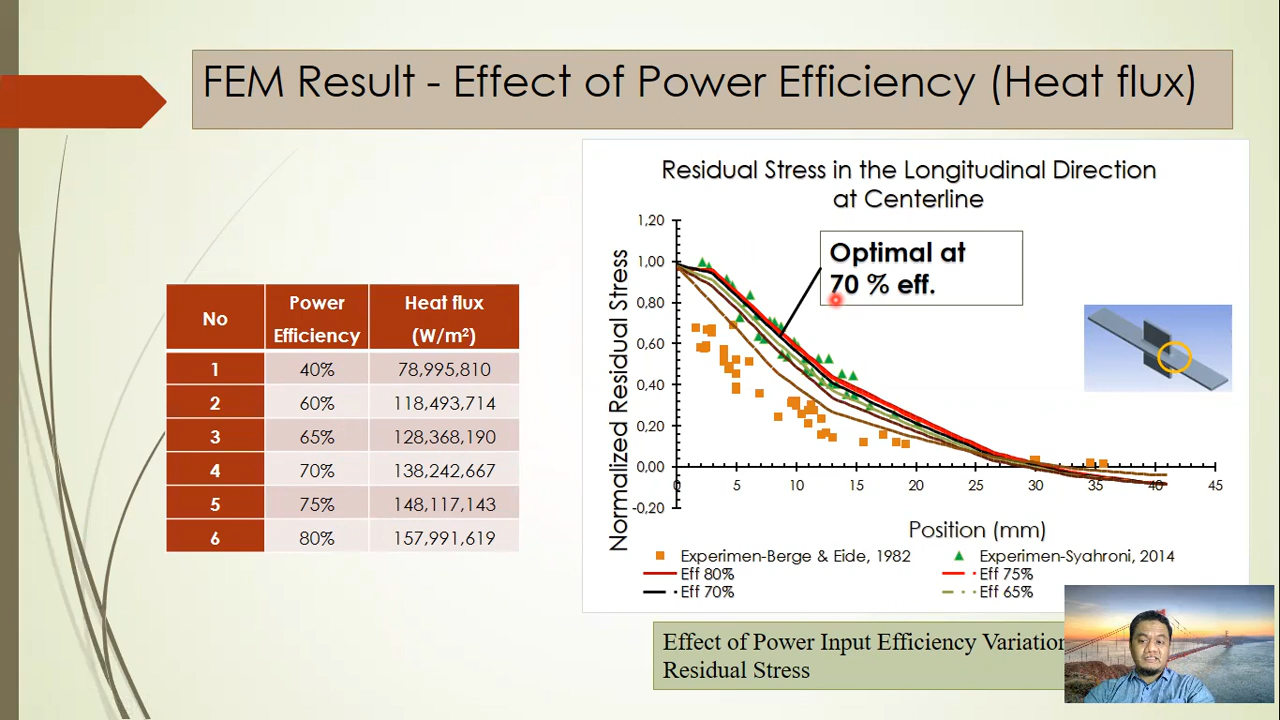 FEM Result - Effect of Power Efficiency (Heat flux)
No Power Efficiency Heat flux (W/m²)
1 40% 78,995,810
2 60% 118,493,714
3 65% 128,368,190
4 70% 138,242,667
5 75% 148,117,143
6 80% 157,991,619
Residual Stress in the Longitudinal Direction
at Centerline
Normalized Residual Stress
1,20
1,00
0,80
0,60
0,40
0,20
0,00
-0,20
Optimal at
70 % eff.
0 5 10 15 20 25 30 35 40 45
Position (mm)
Experimen-Berge & Eide, 1982 Experimen-Syahroni, 2014
Eff 80% Eff 75%
Eff 70% Eff 65%
Effect of Power Input Efficiency Variation
Residual Stress